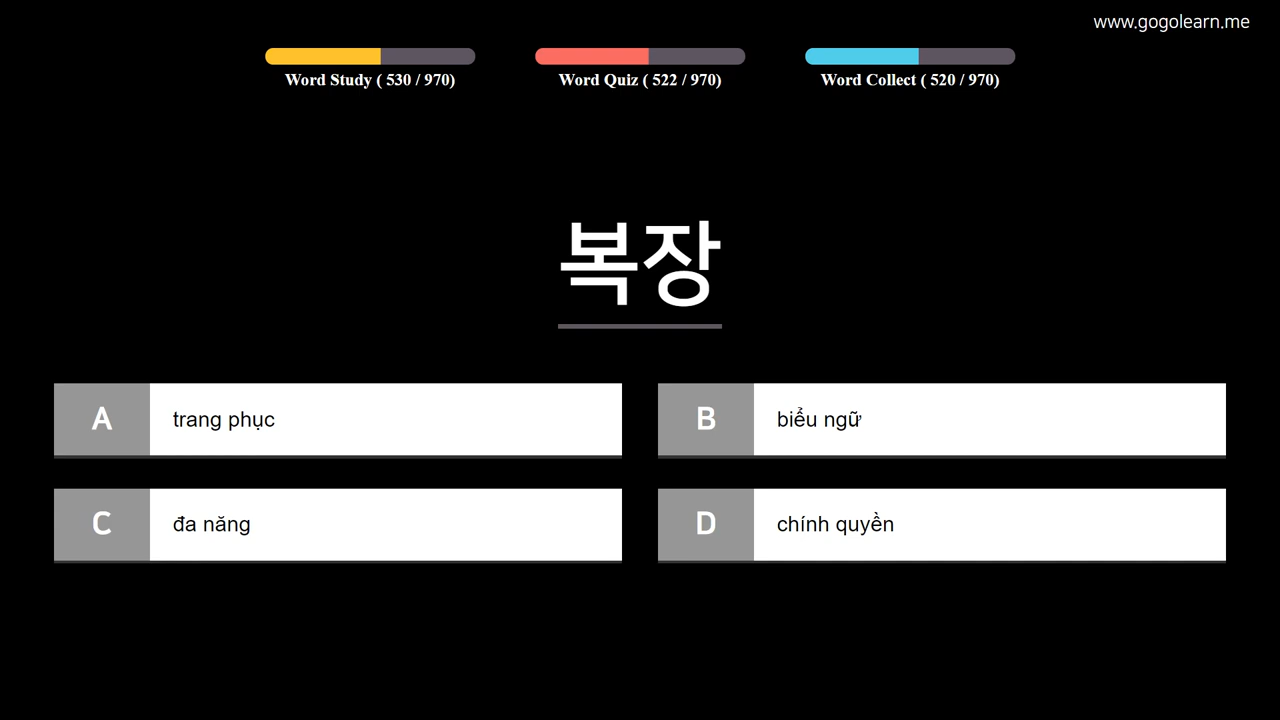 www.gogolearn.me
Word Study ( 530 / 970)
Word Quiz ( 522 / 970)
Word Collect ( 520 / 970)
복장
A trang phục
B biểu ngữ
C đa năng
D chính quyền